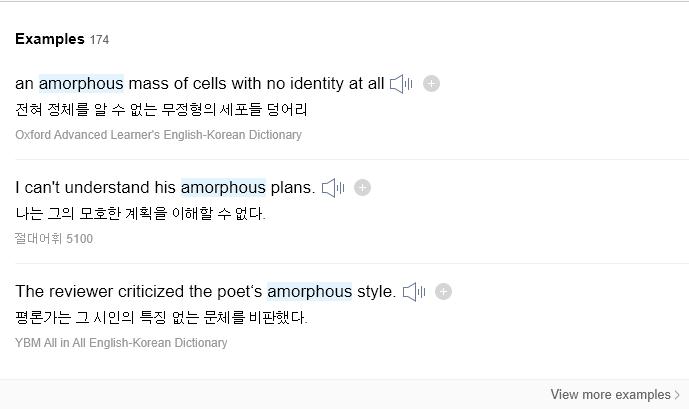 Examples 174
an amorphous mass of cells with no identity at all
전혀 정체를 알 수 없는 무정형의 세포들 덩어리
Oxford Advanced Learner's English-Korean Dictionary
I can't understand his amorphous plans.
나는 그의 모호한 계획을 이해할 수 없다.
절대어휘 5100
The reviewer criticized the poet‘s amorphous style.
평론가는 그 시인의 특징 없는 문체를 비판했다.
YBM All in All English-Korean Dictionary
View more examples